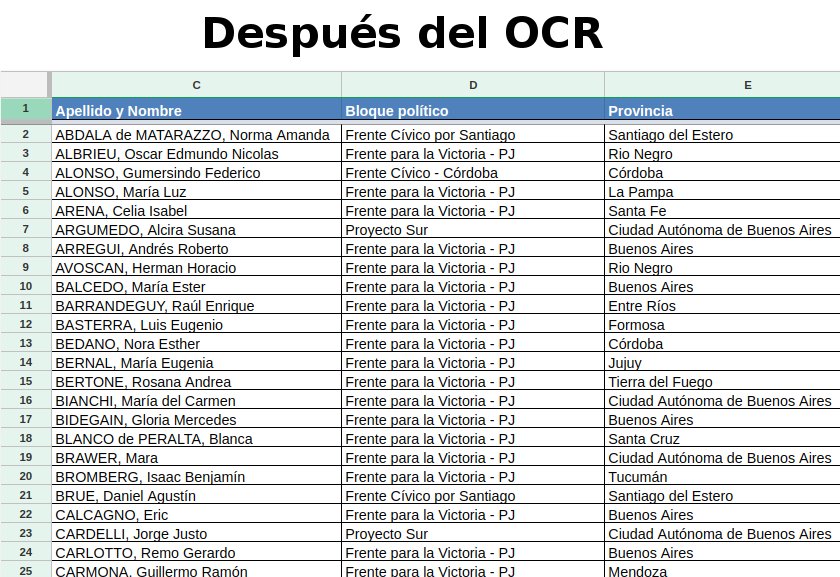 Después del OCR
C D E
1 Apellido y Nombre Bloque político Provincia
2 ABDALA de MATARAZZO, Norma Amanda Frente Cívico por Santiago Santiago del Estero
3 ALBRIEU, Oscar Edmundo Nicolas Frente para la Victoria - PJ Rio Negro
4 ALONSO, Gumersindo Federico Frente Cívico - Córdoba Córdoba
5 ALONSO, María Luz Frente para la Victoria - PJ La Pampa
6 ARENA, Celia Isabel Frente para la Victoria - PJ Santa Fe
7 ARGUMEDO, Alcira Susana Proyecto Sur Ciudad Autónoma de Buenos Aires
8 ARREGUI, Andrés Roberto Frente para la Victoria - PJ Buenos Aires
9 AVOSCAN, Herman Horacio Frente para la Victoria - PJ Rio Negro
10 BALCEDO, María Ester Frente para la Victoria - PJ Buenos Aires
11 BARRANDEGUY, Raúl Enrique Frente para la Victoria - PJ Entre Ríos
12 BASTERRA, Luis Eugenio Frente para la Victoria - PJ Formosa
13 BEDANO, Nora Esther Frente para la Victoria - PJ Córdoba
14 BERNAL, María Eugenia Frente para la Victoria - PJ Jujuy
15 BERTONE, Rosana Andrea Frente para la Victoria - PJ Tierra del Fuego
16 BIANCHI, María del Carmen Frente para la Victoria - PJ Ciudad Autónoma de Buenos Aires
17 BIDEGAIN, Gloria Mercedes Frente para la Victoria - PJ Buenos Aires
18 BLANCO de PERALTA, Blanca Frente para la Victoria - PJ Santa Cruz
19 BRAWER, Mara Frente para la Victoria - PJ Ciudad Autónoma de Buenos Aires
20 BROMBERG, Isaac Benjamín Frente para la Victoria - PJ Tucumán
21 BRUE, Daniel Agustín Frente Cívico por Santiago Santiago del Estero
22 CALCAGNO, Eric Frente para la Victoria - PJ Buenos Aires
23 CARDELLI, Jorge Justo Proyecto Sur Ciudad Autónoma de Buenos Aires
24 CARLOTTO, Remo Gerardo Frente para la Victoria - PJ Buenos Aires
25 CARMONA, Guillermo Ramón Frente para la Victoria - PJ Mendoza